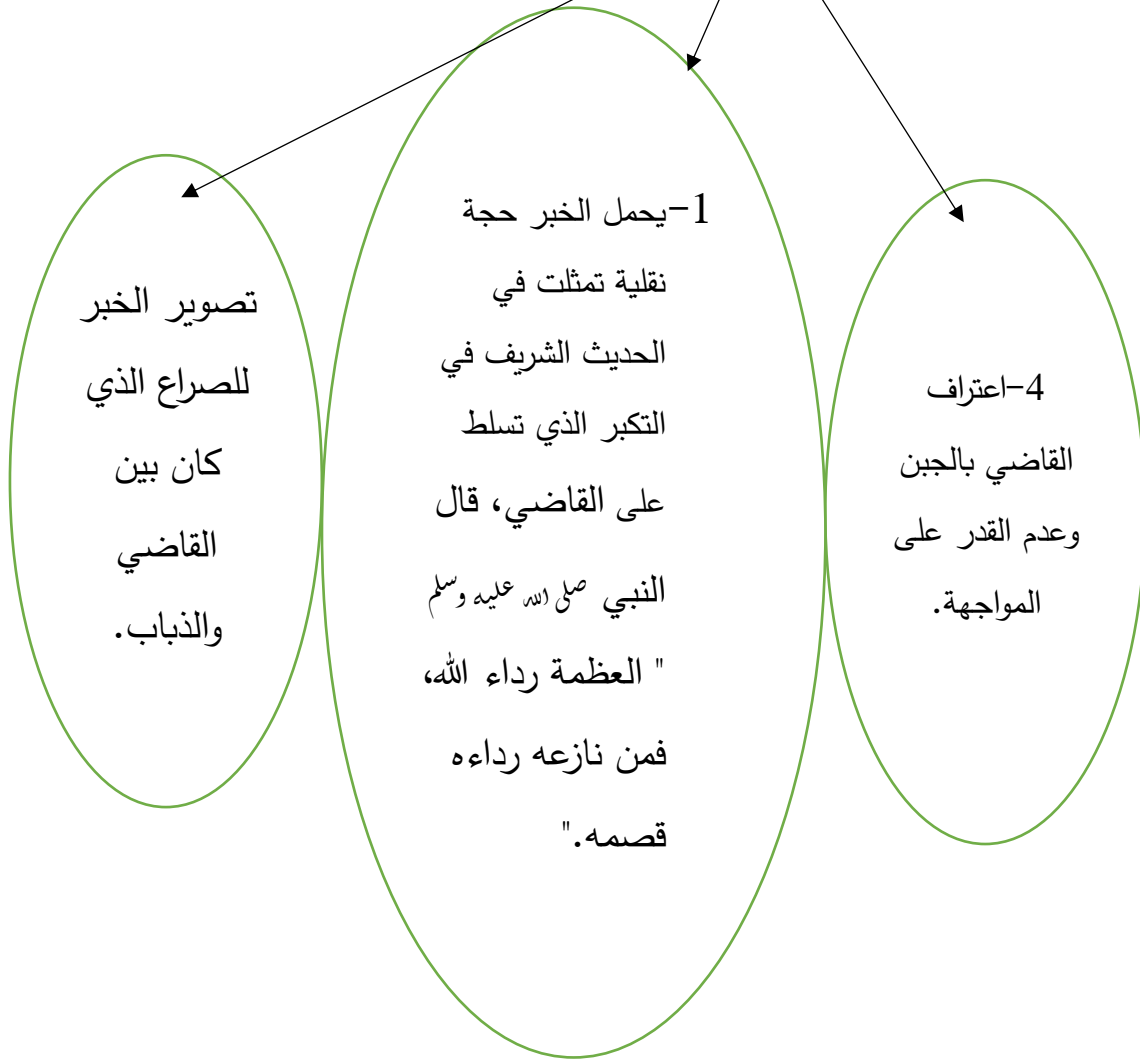 4-اعتراف
القاضي بالجبن
وعدم القدر على
المواجهة.
1-يحمل الخبر حجة
نقلية تمثلت في
الحديث الشريف في
التكبر الذي تسلط
على القاضي، قال
النبي صلى الله عليه وسلم
" العظمة رداء الله،
فمن نازعه رداءه
قصمه."
تصوير الخبر
للصراع الذي
كان بين
القاضي
والذباب.